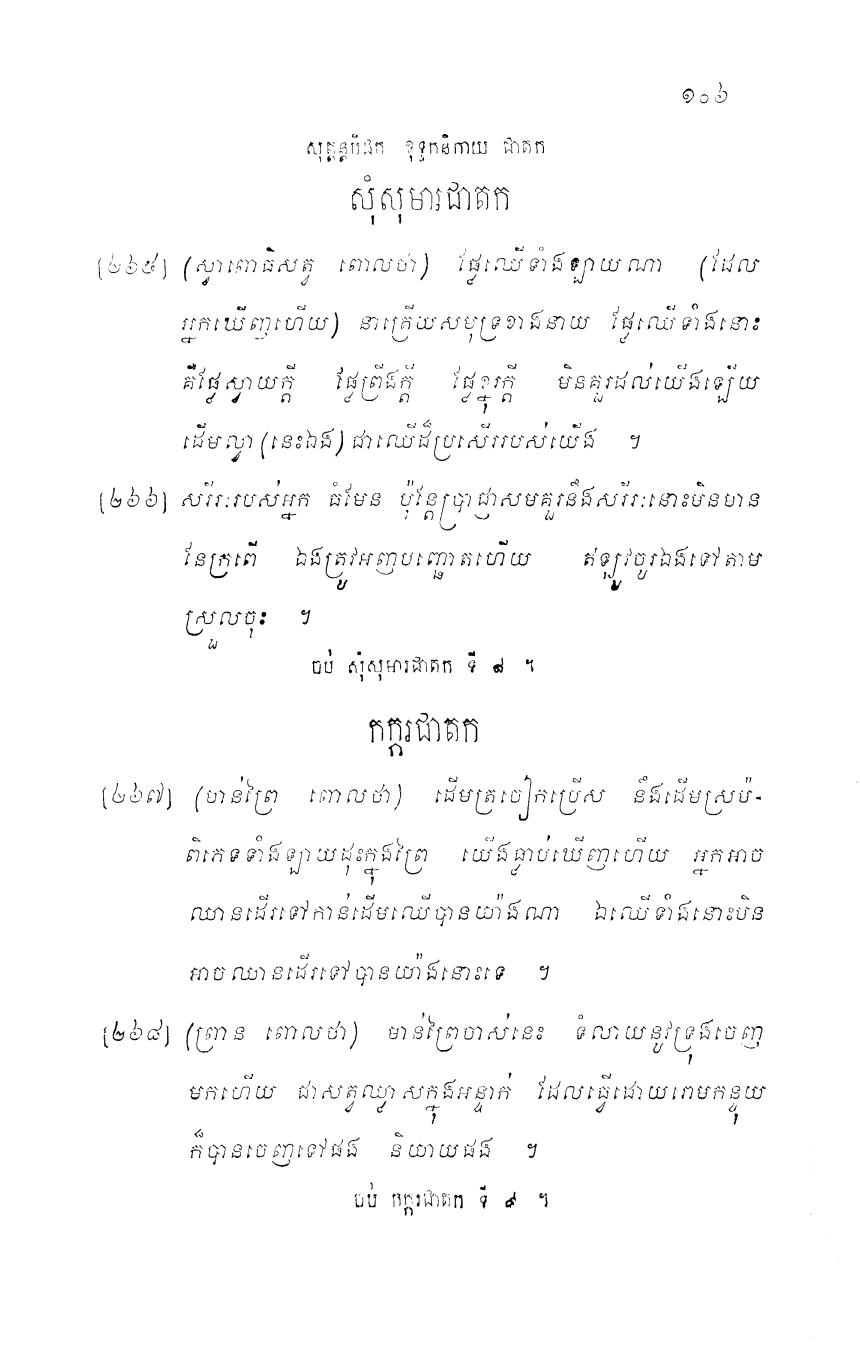 ១០៦
សុត្តន្តបិដក ខុទ្ទកនិកាយ ជាតក
សុំសុមារជាតក
[២៦៥] (ស្វាពោធិសត្វ ពោលថា) ផ្លែឈើទាំងឡាយណា (ដែល
អ្នកឃើញហើយ) នាត្រើយសមុទ្រខាងនាយ ផ្លែឈើទាំងនោះ
គឺផ្លែស្វាយក្តី ផ្លែព្រីងក្តី ផ្លែខ្នុរក្តី មិនគួរដល់យើងឡើយ
ដើមល្វា (នេះឯង) ជាឈើដ៏ប្រសើររបស់យើង ។
[២៦៦] សរីរៈរបស់អ្នក ធំមែន ប៉ុន្តែប្រាជ្ញាសមគួរនឹងសរីរៈនោះមិនមាន
នែក្រពើ ឯងត្រូវអញបញ្ឆោតហើយ ឥឡូវចូរឯងទៅតាម
ស្រួលចុះ ។
ចប់ សុំសុមារជាតក ទី ៨ ។
កក្ករជាតក
[២៦៧] (មាន់ព្រៃ ពោលថា) ដើមត្រចៀកប្រើស នឹងដើមស្រម៉-
ពិភេទទាំងឡាយដុះក្នុងព្រៃ យើងធ្លាប់ឃើញហើយ អ្នកអាច
ឈានដើរទៅកាន់ដើមឈើបានយ៉ាងណា ឯឈើទាំងនោះមិន
អាចឈានដើរទៅបានយ៉ាងនោះទេ ។
[២៦៨] (ព្រាន ពោលថា) មាន់ព្រៃចាស់នេះ ទំលាយនូវទ្រុងចេញ
មកហើយ ជាសត្វឈ្លាសក្នុងអន្ទាក់ ដែលធ្វើដោយរោមកន្ទុយ
ក៏បានចេញទៅផង និយាយផង ។
ចប់ កក្ករជាតក ទី ៩ ។